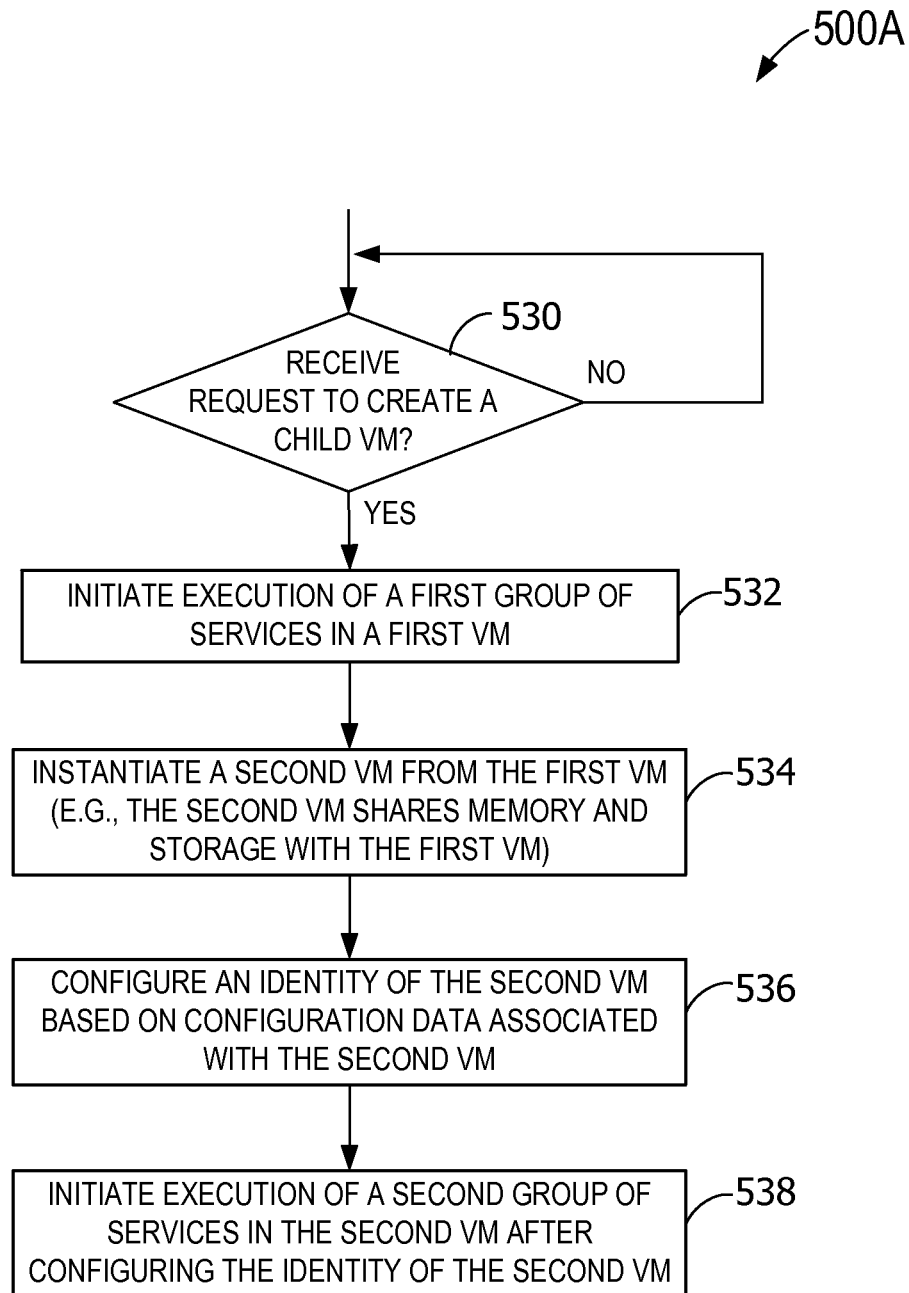 500A
530
RECEIVE
REQUEST TO CREATE A
CHILD VM?
NO
YES
INITIATE EXECUTION OF A FIRST GROUP OF
SERVICES IN A FIRST VM
532
INSTANTIATE A SECOND VM FROM THE FIRST VM
(E.G., THE SECOND VM SHARES MEMORY AND
STORAGE WITH THE FIRST VM)
534
CONFIGURE AN IDENTITY OF THE SECOND VM
BASED ON CONFIGURATION DATA ASSOCIATED
WITH THE SECOND VM
536
INITIATE EXECUTION OF A SECOND GROUP OF
SERVICES IN THE SECOND VM AFTER
CONFIGURING THE IDENTITY OF THE SECOND VM
538